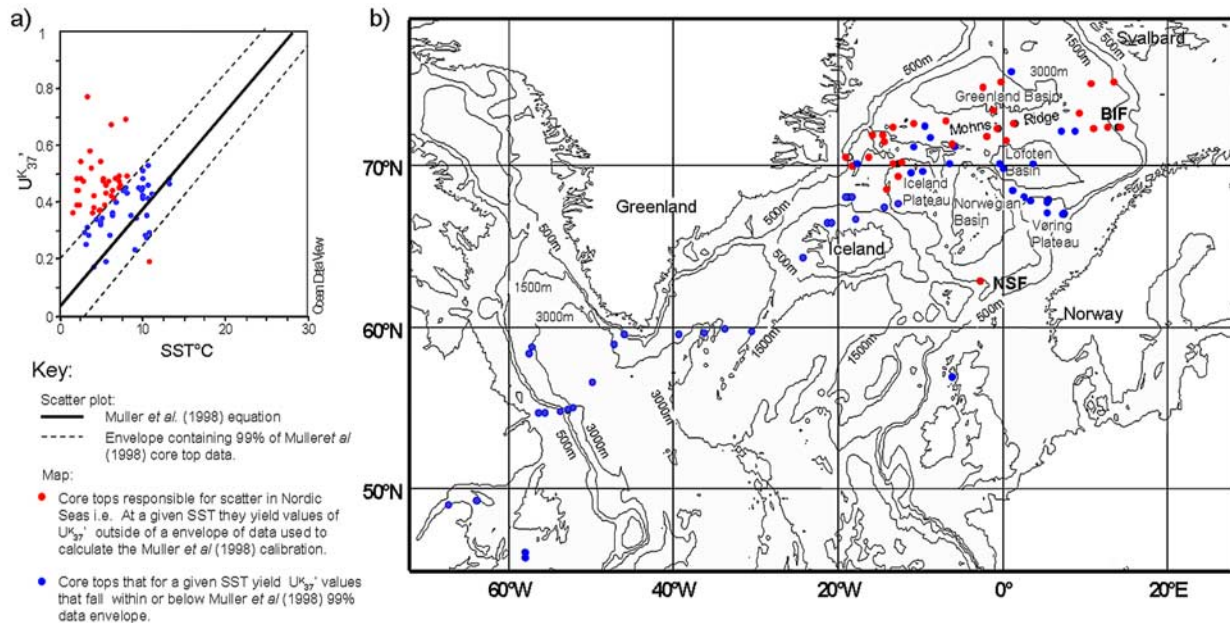 a)
b)
1
0.8
0.6
0.4
0.2
0
U^K_37'
0 10 20 30
SST°C
Ocean Data View
Key:
Scatter plot:
Muller et al. (1998) equation
Envelope containing 99% of Muller et al
(1998) core top data.
Map:
Core tops responsible for scatter in Nordic
Seas i.e. At a given SST they yield values of
U^K_37' outside of a envelope of data used to
calculate the Muller et al (1998) calibration.
Core tops that for a given SST yield U^K_37' values
that fall within or below Muller et al (1998) 99%
data envelope.
Svalbard
500m
500m
1500m
3000m
Greenland Basin
Mohns Ridge
BIF
70°N
Lofoten
Basin
Iceland
Plateau
Norwegian
Basin
Vøring
Plateau
Greenland
500m
Iceland
500m
NSF
Norway
1500m
3000m
60°N
500m
1500m
1500m
3000m
500m
3000m
3000m
50°N
60°W 40°W 20°W 0° 20°E